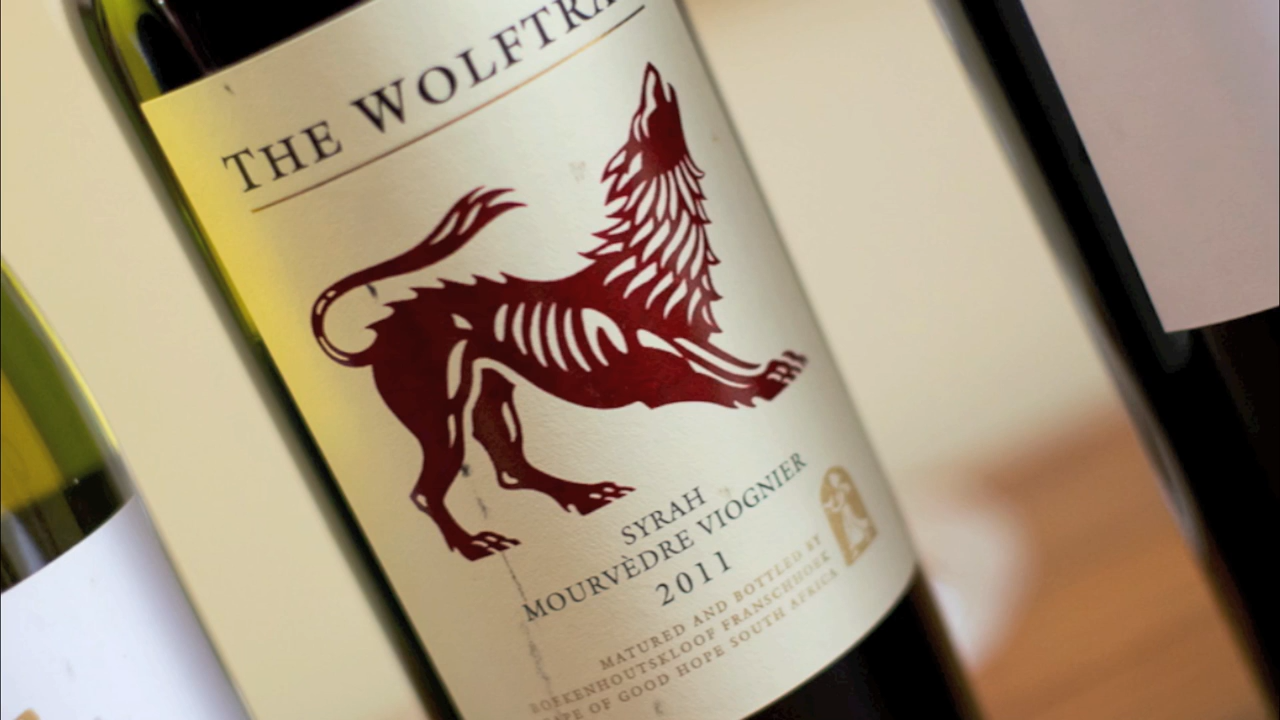 THE WOLFTRA
SYRAH
MOURVÈDRE VIOGNIER
2011
MATURED AND BOTTLED BY
BOEKENHOUTSKLOOF FRANSCHHOEK
CAPE OF GOOD HOPE SOUTH AFRICA